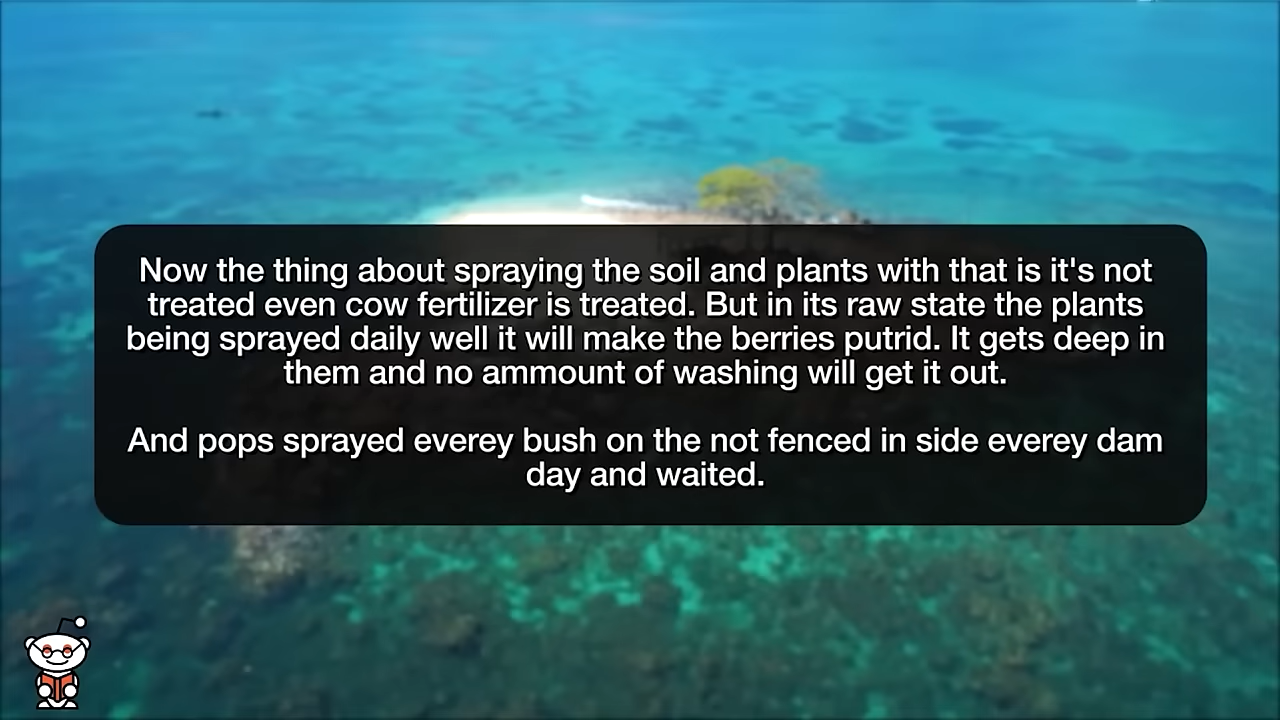 Now the thing about spraying the soil and plants with that is it's not
treated even cow fertilizer is treated. But in its raw state the plants
being sprayed daily well it will make the berries putrid. It gets deep in
them and no ammount of washing will get it out.
And pops sprayed everey bush on the not fenced in side everey dam
day and waited.